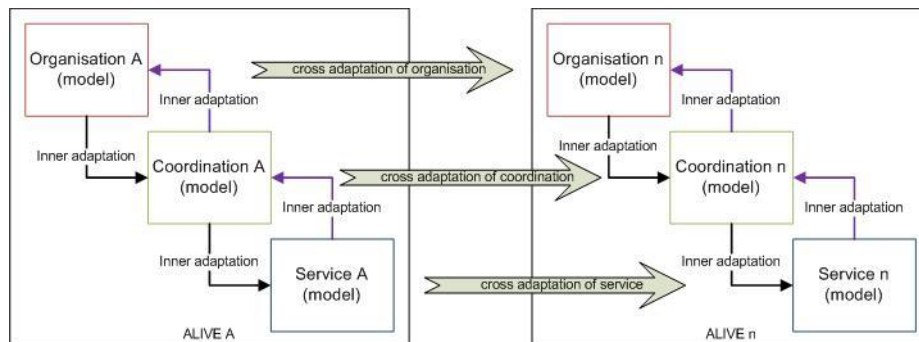 Organisation A
(model)
Inner adaptation
Inner adaptation
Coordination A
(model)
Inner adaptation
Inner adaptation
Service A
(model)
ALIVE A
cross adaptation of organisation
cross adaptation of coordination
cross adaptation of service
Organisation n
(model)
Inner adaptation
Inner adaptation
Coordination n
(model)
Inner adaptation
Inner adaptation
Service n
(model)
ALIVE n